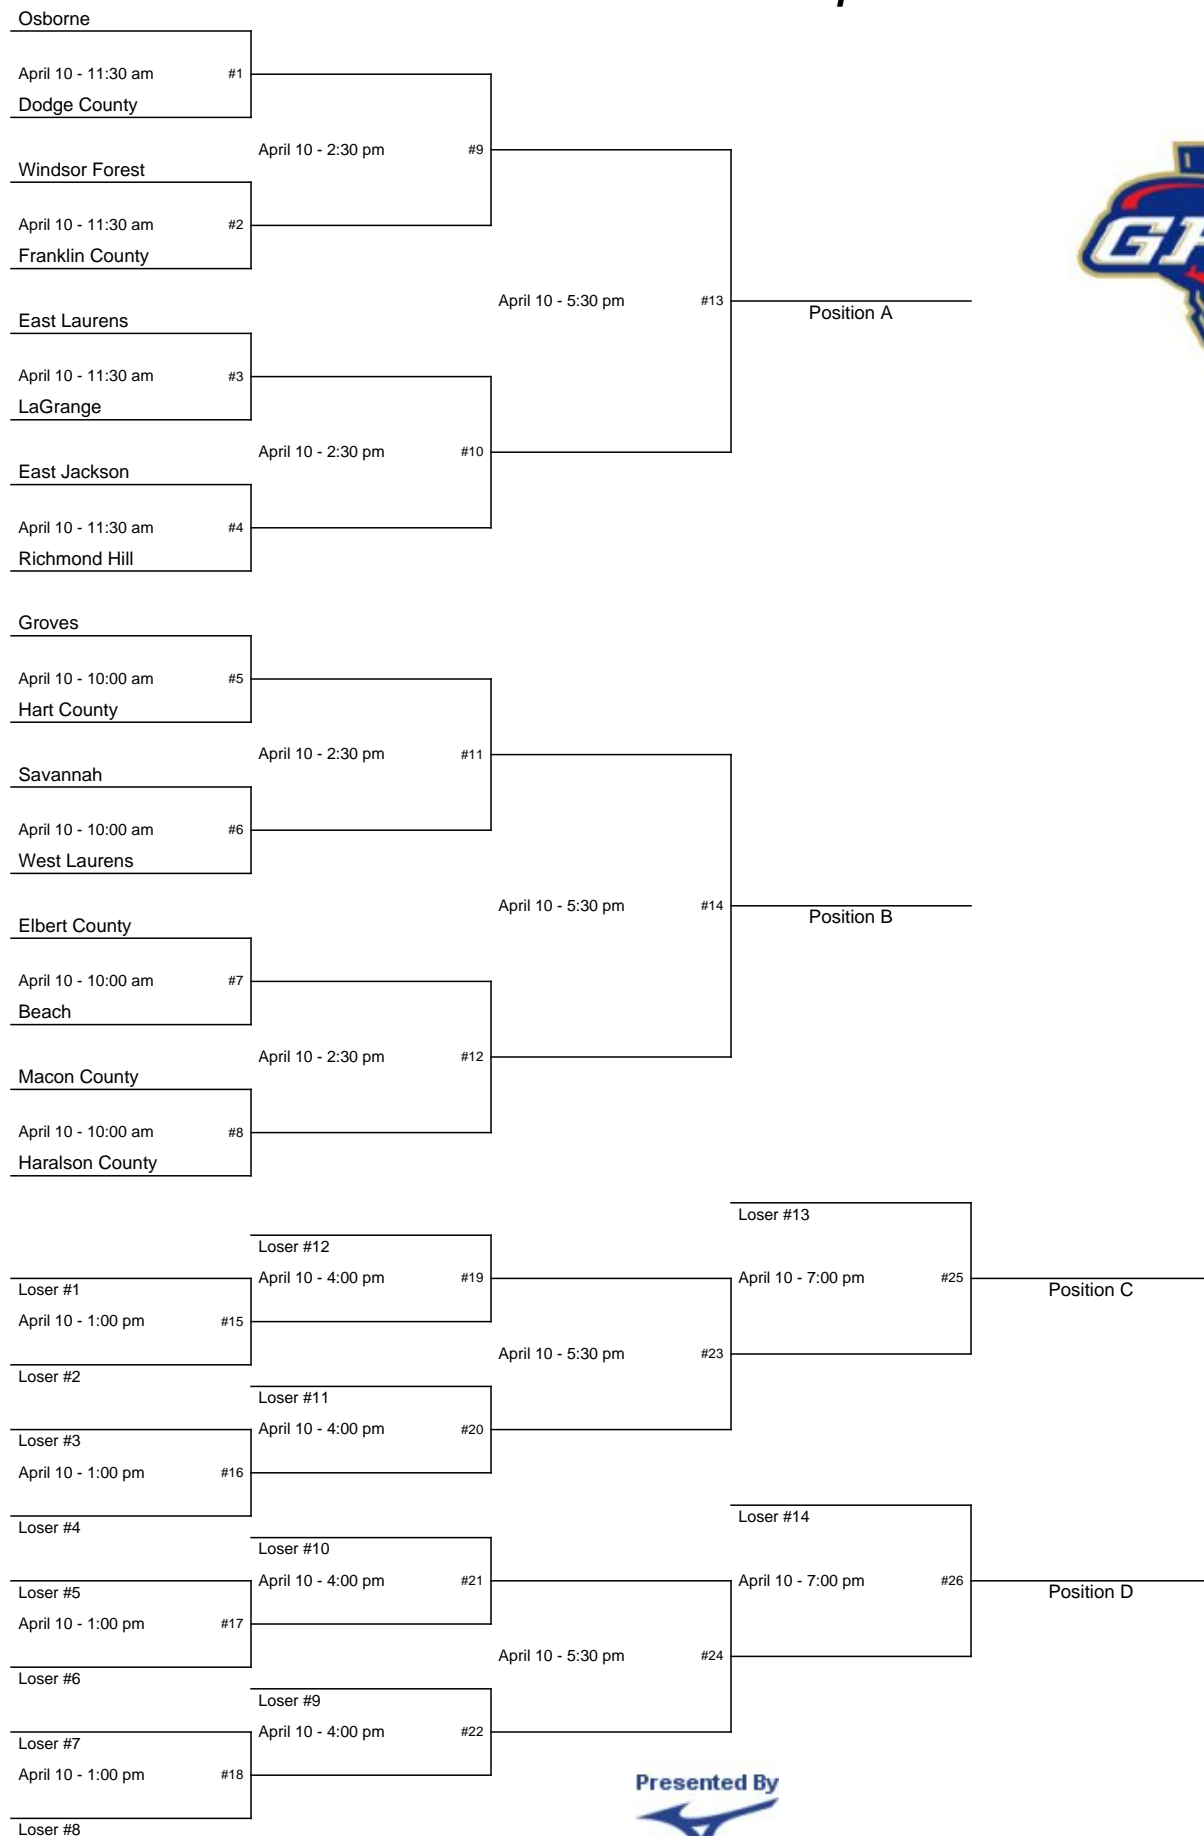 Osborne
April 10 - 11:30 am #1
Dodge County
April 10 - 2:30 pm #9
Windsor Forest
April 10 - 11:30 am #2
Franklin County
April 10 - 5:30 pm #13
Position A
East Laurens
April 10 - 11:30 am #3
LaGrange
April 10 - 2:30 pm #10
East Jackson
April 10 - 11:30 am #4
Richmond Hill
Groves
April 10 - 10:00 am #5
Hart County
April 10 - 2:30 pm #11
Savannah
April 10 - 10:00 am #6
West Laurens
April 10 - 5:30 pm #14
Position B
Elbert County
April 10 - 10:00 am #7
Beach
April 10 - 2:30 pm #12
Macon County
April 10 - 10:00 am #8
Haralson County
Loser #13
Loser #12
April 10 - 4:00 pm #19
April 10 - 7:00 pm #25
Position C
Loser #1
April 10 - 1:00 pm #15
Loser #2
April 10 - 5:30 pm #23
Loser #11
April 10 - 4:00 pm #20
Loser #3
April 10 - 1:00 pm #16
Loser #4
Loser #14
Loser #10
April 10 - 4:00 pm #21
April 10 - 7:00 pm #26
Position D
Loser #5
April 10 - 1:00 pm #17
Loser #6
April 10 - 5:30 pm #24
Loser #9
April 10 - 4:00 pm #22
Loser #7
April 10 - 1:00 pm #18
Loser #8
Presented By